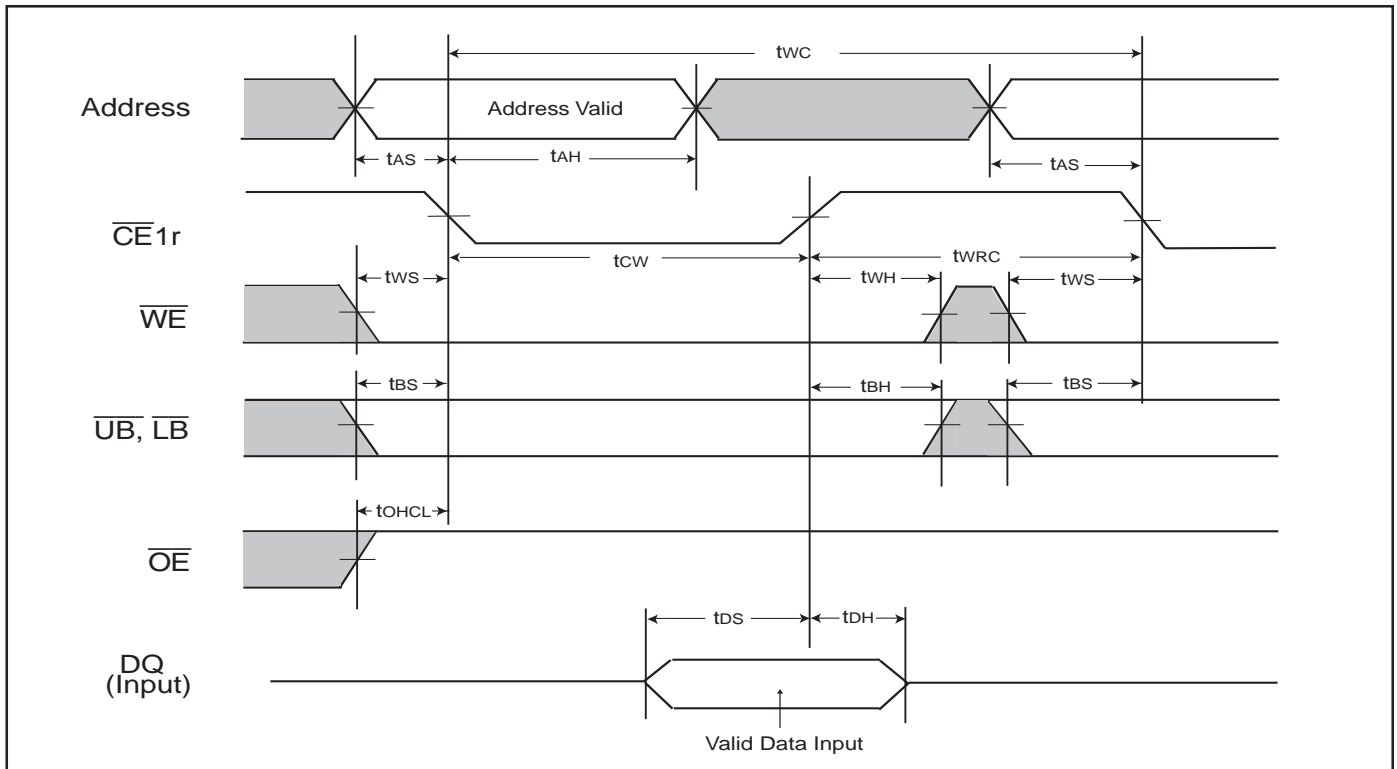 tWC
Address
Address Valid
tAS
tAH
tAS
CE1r
tCW
tWRC
tWS
tWH
tWS
WE
tBS
tBH
tBS
UB, LB
tOHCL
OE
tDS
tDH
DQ
(Input)
Valid Data Input